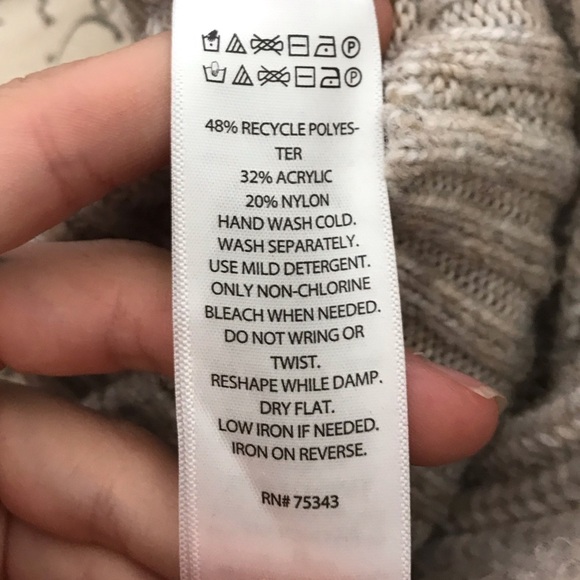 P
P
48% RECYCLE POLYES-
TER
32% ACRYLIC
20% NYLON
HAND WASH COLD.
WASH SEPARATELY.
USE MILD DETERGENT.
ONLY NON-CHLORINE
BLEACH WHEN NEEDED.
DO NOT WRING OR
TWIST.
RESHAPE WHILE DAMP.
DRY FLAT.
LOW IRON IF NEEDED.
IRON ON REVERSE.
RN# 75343